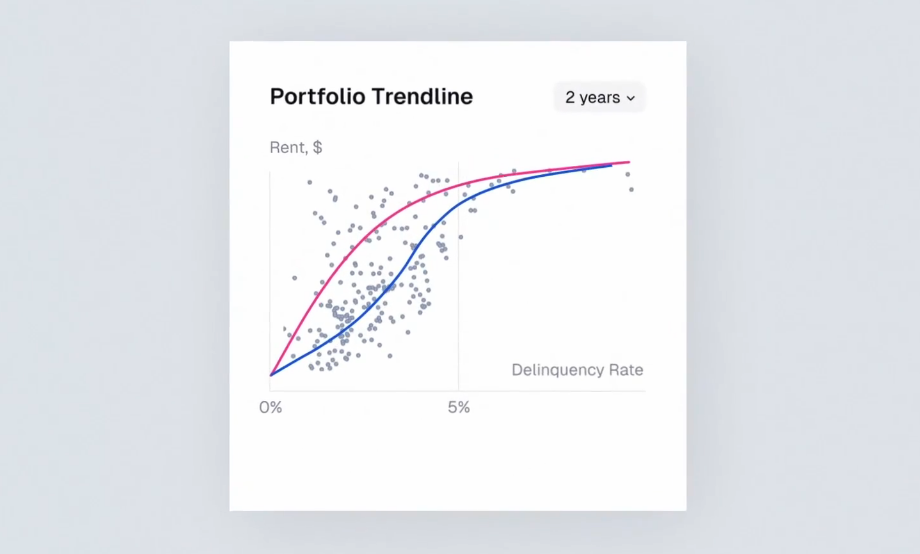 Portfolio Trendline
2 years
Rent, $
Delinquency Rate
0%
5%